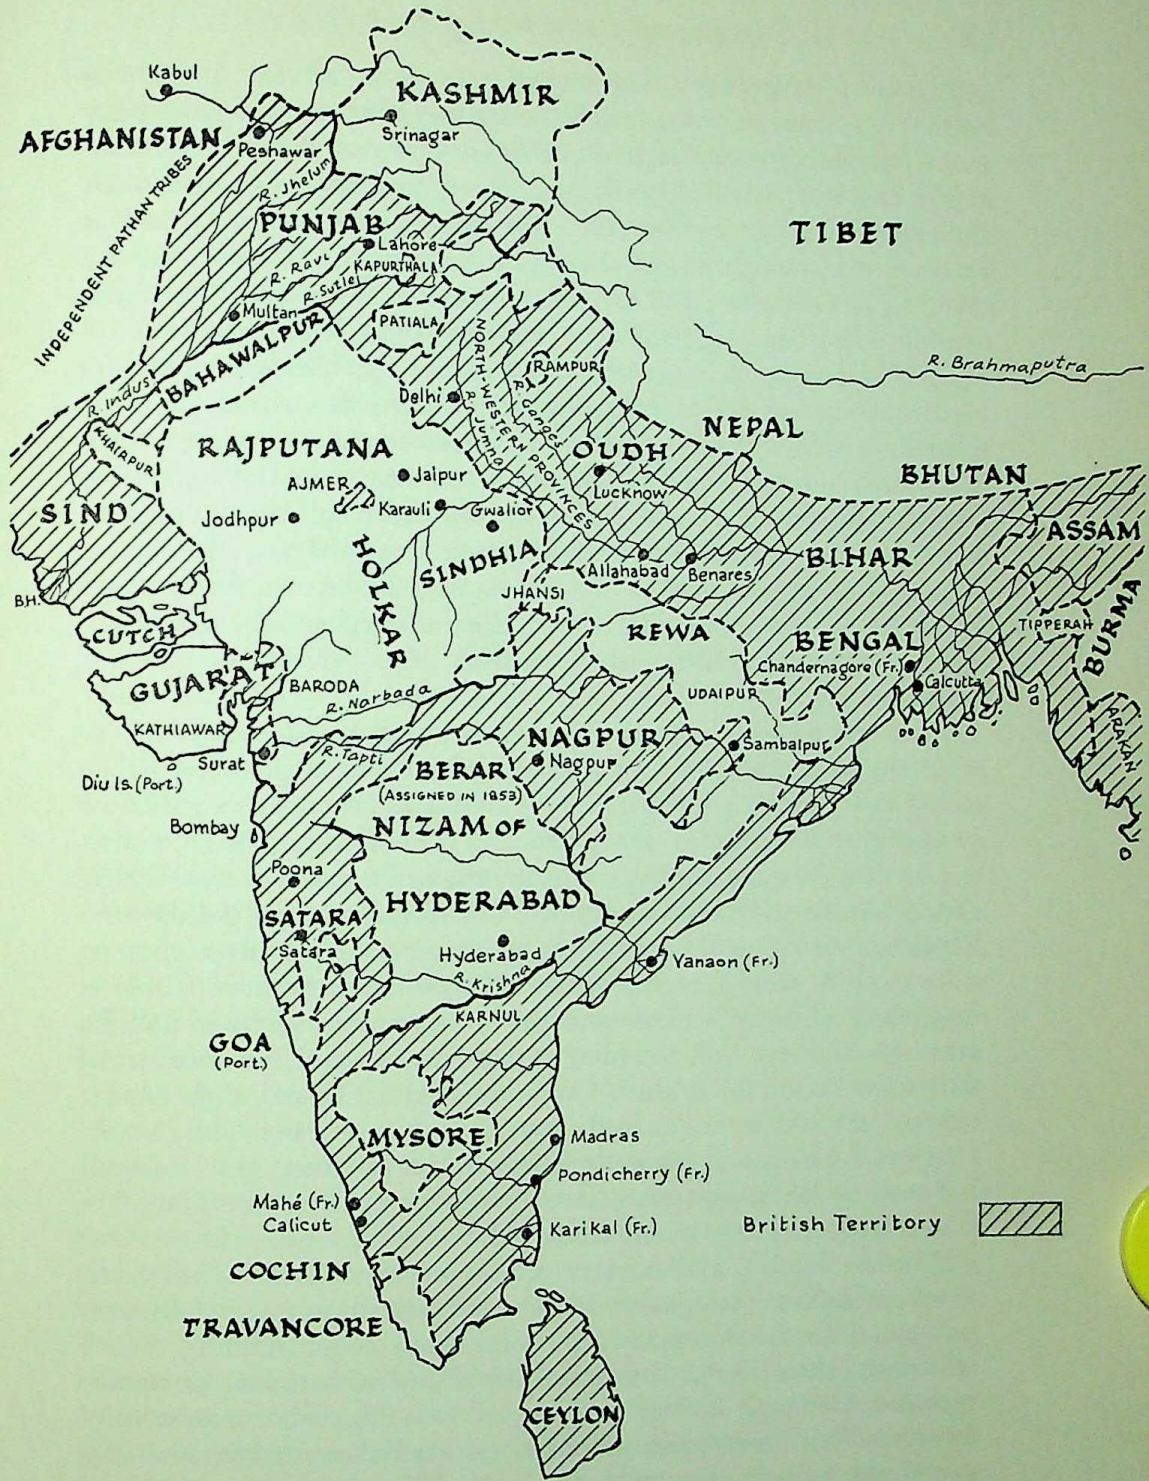 Kabul
KASHMIR
AFGHANISTAN
Srinagar
Peshawar
INDEPENDENT PATHAN TRIBES
R. Jhelum
PUNJAB
TIBET
Lahore
R. Ravi
KAPURTHALA
R. Sutlej
Multan
PATIALA
BAHAWALPUR
NORTH-WESTERN PROVINCES
RAMPUR
R. Brahmaputra
R. Indus
Delhi
R. Ganges
R. Jumna
KHAIRPUR
NEPAL
RAJPUTANA
OUDH
BHUTAN
Jaipur
AJMER
Lucknow
SIND
Jodhpur
Karauli
Gwalior
ASSAM
HOLKAR
SINDHIA
BIHAR
Allahabad
Benares
JHANSI
B.H.
CUTCH
REWA
TIPPERAH
BURMA
BENGAL
Chandernagore (Fr.)
GUJARAT
BARODA
Calcutta
R. Narbada
UDAIPUR
KATHIAWAR
ARAKAN
NAGPUR
Sambalpur
Surat
R. Tapti
BERAR
Nagpur
Diu Is. (Port.)
(ASSIGNED IN 1853)
Bombay
NIZAM OF
Poona
HYDERABAD
SATARA
Satara
Hyderabad
Yanaon (Fr.)
R. Krishna
KARNUL
GOA
(Port.)
MYSORE
Madras
Pondicherry (Fr.)
Mahé (Fr.)
Calicut
Karikal (Fr.)
British Territory
COCHIN
TRAVANCORE
CEYLON